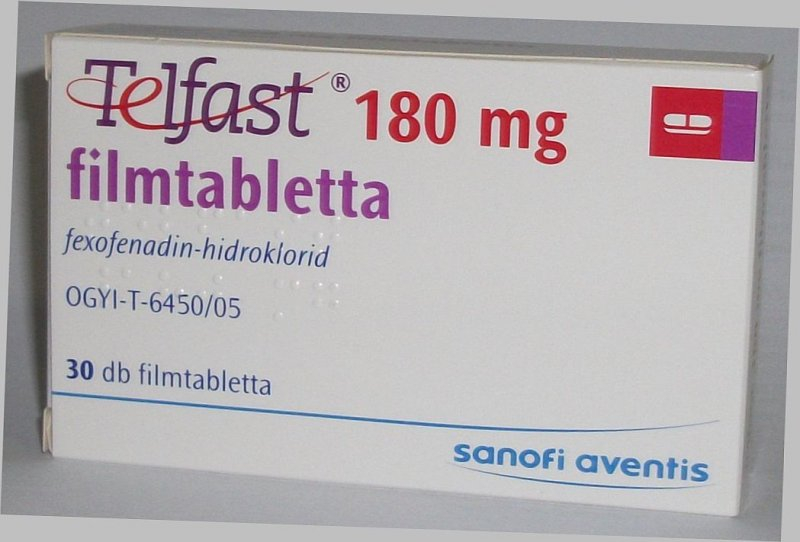 Telfast® 180 mg
filmtabletta
fexofenadin-hidroklorid
OGYI-T-6450/05
30 db filmtabletta
sanofi aventis